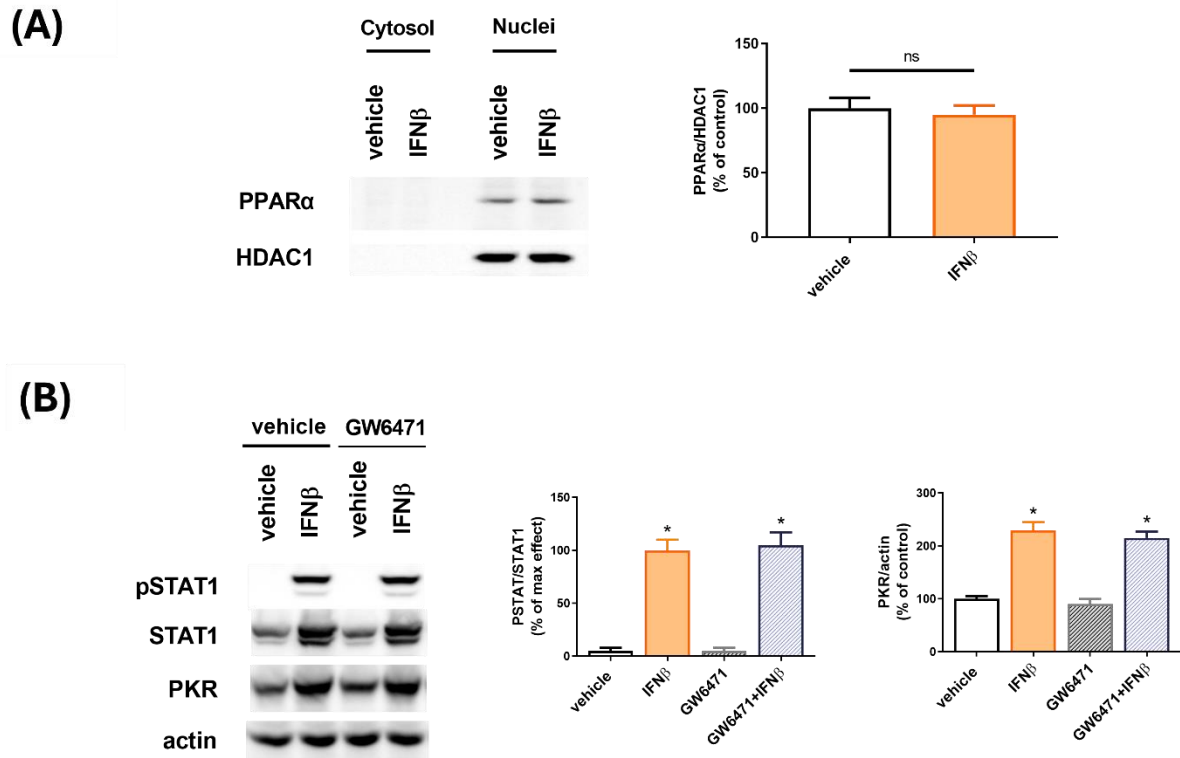 (A)
Cytosol Nuclei
vehicle IFNβ vehicle IFNβ
PPARα
HDAC1
PPARα/HDAC1
(% of control)
150
100
50
0
ns
vehicle IFNβ
(B)
vehicle GW6471
vehicle IFNβ vehicle IFNβ
pSTAT1
STAT1
PKR
actin
PSTAT/STAT1
(% of max effect)
150
100
50
0
* *
vehicle IFNβ GW6471 GW6471+IFNβ
PKR/actin
(% of control)
300
200
100
0
* *
vehicle IFNβ GW6471 GW6471+IFNβ